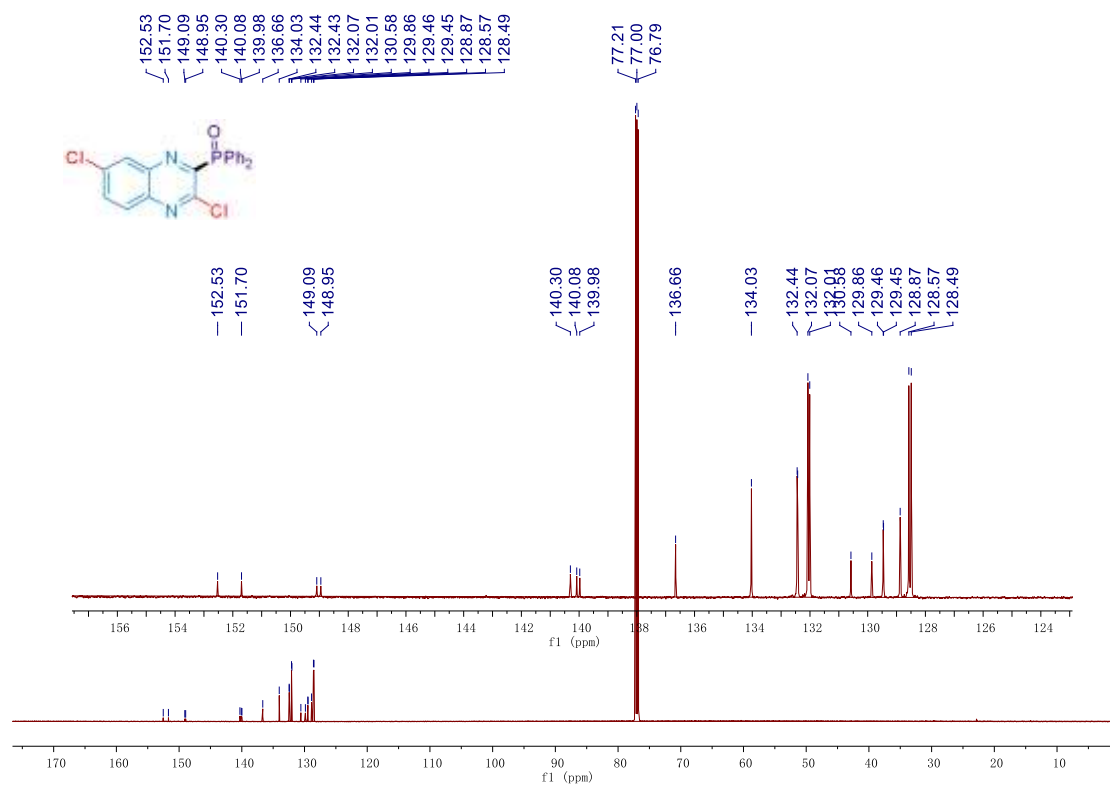 152.53 151.70 149.09 148.95 140.30 140.08 139.98 136.66 134.03 132.44 132.43 132.07 132.01 130.58 129.86 129.46 129.45 128.87 128.57 128.49 77.21 77.00 76.79
O
Cl N PPh2
N Cl
152.53 151.70 149.09 148.95 140.30 140.08 139.98 136.66 134.03 132.44 132.07 132.01 130.58 129.86 129.46 129.45 128.87 128.57 128.49
156 154 152 150 148 146 144 142 140 138 136 134 132 130 128 126 124
f1 (ppm)
170 160 150 140 130 120 110 100 90 80 70 60 50 40 30 20 10
f1 (ppm)